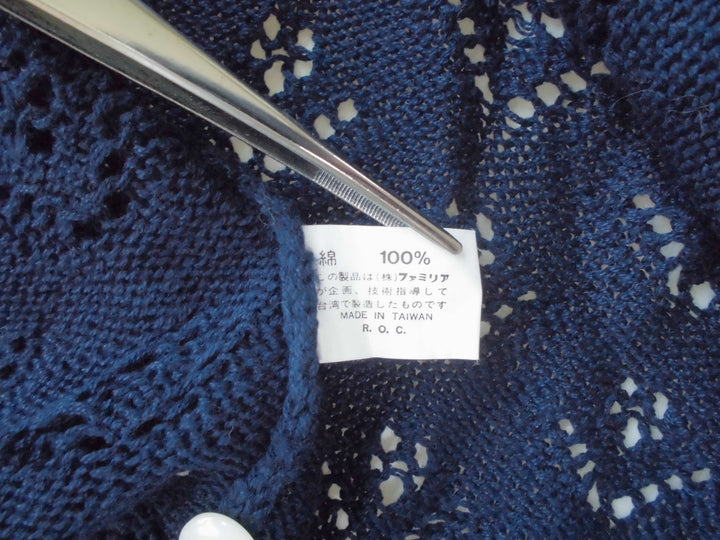 綿 100%
この製品は(株)ファミリア
が企画、技術指導して
台湾で製造したものです
MADE IN TAIWAN
R. O. C.